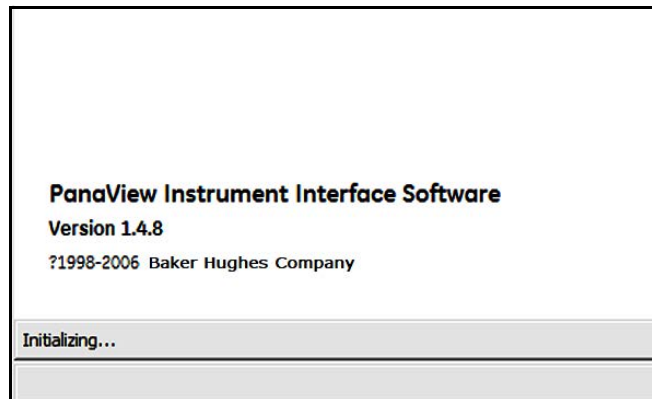 PanaView Instrument Interface Software
Version 1.4.8
?1998-2006 Baker Hughes Company
Initializing...